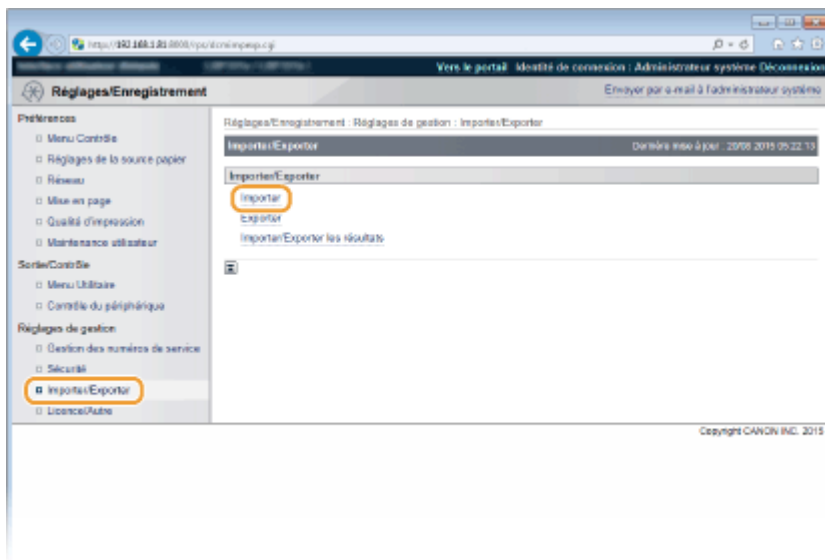 Vers le portail Identité de connexion : Administrateur système Déconnexion
Réglages/Enregistrement
Envoyer par e-mail à l'administrateur système
Préférences
Menu Contrôle
Réglages de la source papier
Réseau
Mise en page
Qualité d'impression
Maintenance utilisateur
Sortie/Contrôle
Menu Utilitaire
Contrôle du périphérique
Réglages de gestion
Gestion des numéros de service
Sécurité
Importer/Exporter
Licence/Autre
Réglages/Enregistrement : Réglages de gestion : Importer/Exporter
Importer/Exporter
Dernière mise à jour : 2015 05:22:13
Importer/Exporter
Importer
Exporter
Importer/Exporter les résultats
Copyright CANON INC. 2015